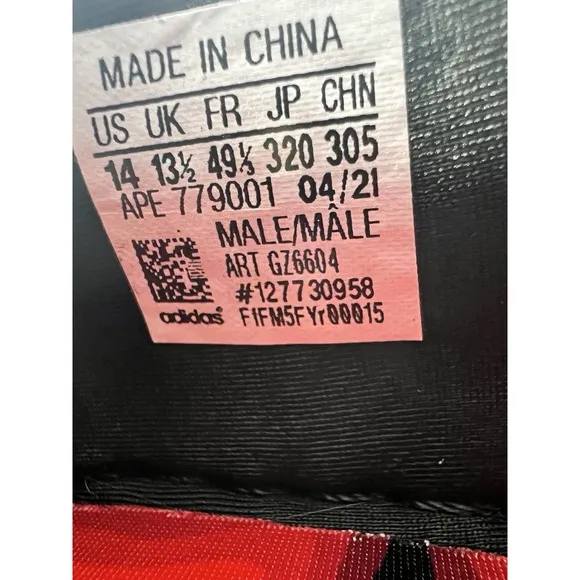 MADE IN CHINA
US UK FR JP CHN
14 13½ 49⅓ 320 305
APE 779001 04/21
MALE/MÂLE
ART GZ6604
#127730958
adidas® F1FM5FYr00015